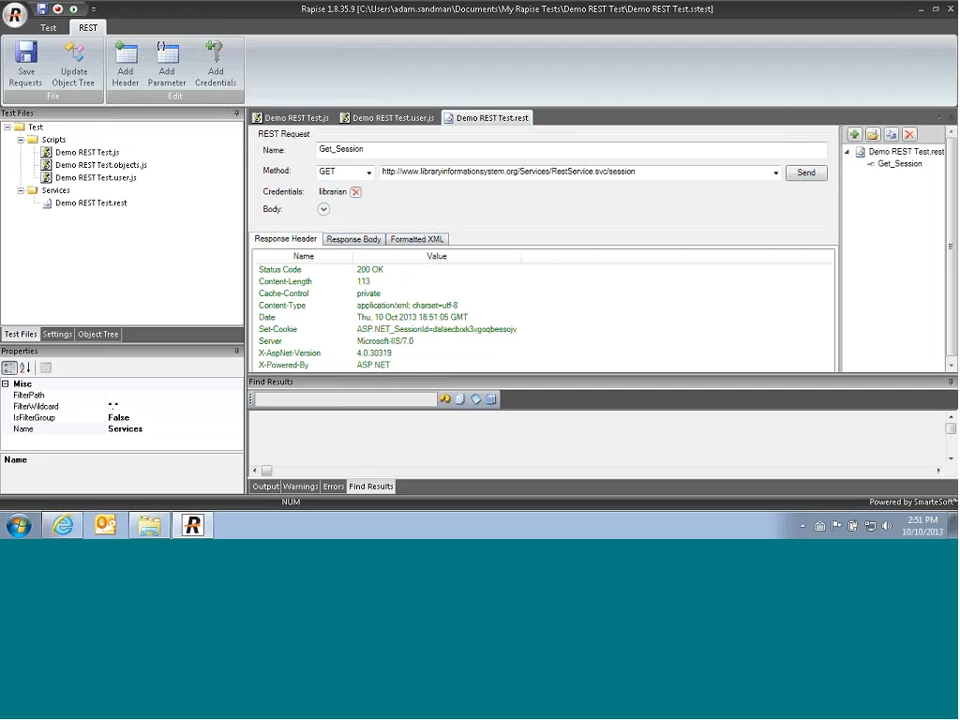 Rapise 1.8.35.9 [C:\Users\adam.sandman\Documents\My Rapise Tests\Demo REST Test\Demo REST Test.sstest]
Test REST
Save Requests
Update Object Tree
Add Header
Add Parameter
Add Credentials
File
Edit
Test Files
Test
Scripts
Demo REST Test.js
Demo REST Test.objects.js
Demo REST Test.user.js
Services
Demo REST Test.rest
Test Files Settings Object Tree
Properties
Misc
FilterPath
FilterWildcard *.*
IsFilterGroup False
Name Services
Name
Demo REST Test.js Demo REST Test.user.js Demo REST Test.rest
REST Request
Name: Get_Session
Method: GET http://www.libraryinformationsystem.org/Services/RestService.svc/session Send
Credentials: librarian
Body:
Response Header Response Body Formatted XML
Name Value
Status Code 200 OK
Content-Length 113
Cache-Control private
Content-Type application/xml; charset=utf-8
Date Thu, 10 Oct 2013 18:51:05 GMT
Set-Cookie
Server Microsoft-IIS/7.0
X-AspNet-Version 4.0.30319
X-Powered-By ASP.NET
Demo REST Test.rest
Get_Session
Find Results
Output Warnings Errors Find Results
NUM
Powered by SmarteSoft™
2:51 PM
10/10/2013